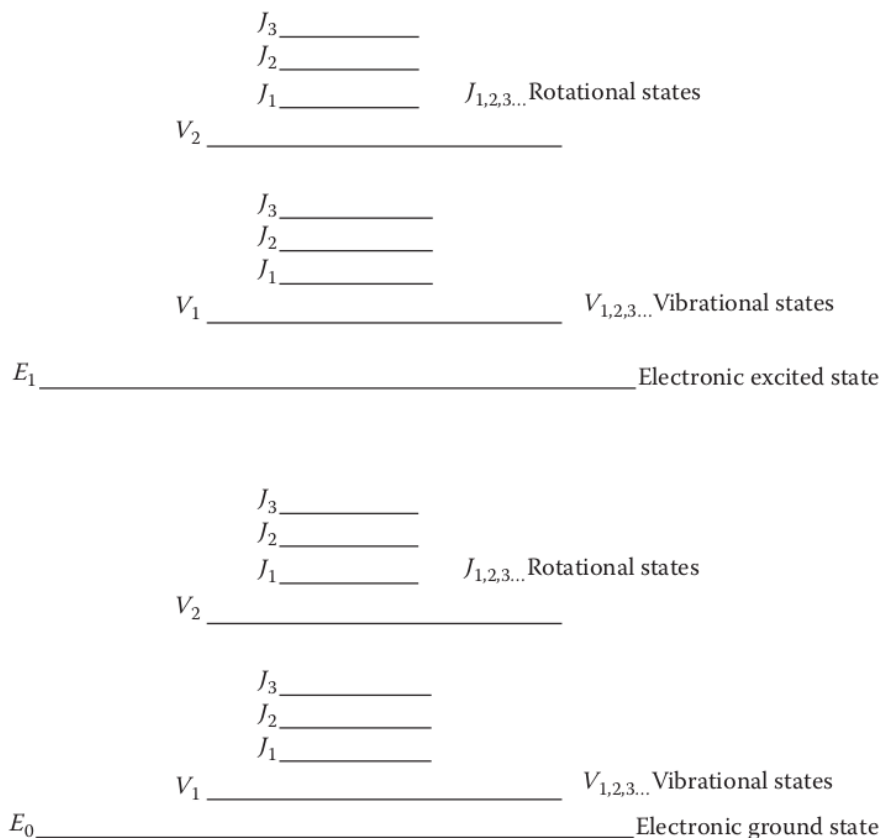 J3
J2
J1 J1,2,3... Rotational states
V2
J3
J2
J1
V1 V1,2,3... Vibrational states
E1 Electronic excited state
J3
J2
J1 J1,2,3... Rotational states
V2
J3
J2
J1
V1 V1,2,3... Vibrational states
E0 Electronic ground state